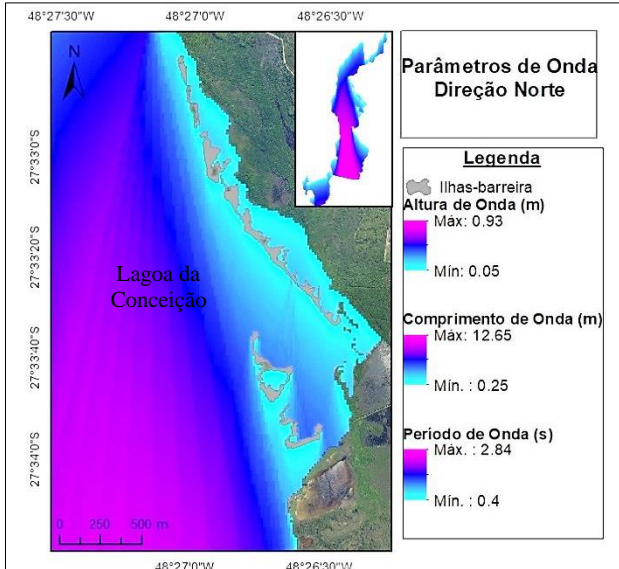 48°27'30"W 48°27'0"W 48°26'30"W
N
27°33'0"S
27°33'20"S
27°33'40"S
27°34'0"S
Lagoa da
Conceição
0 250 500 m
48°27'0"W 48°26'30"W
Parâmetros de Onda
Direção Norte
Legenda
Ilhas-barreira
Altura de Onda (m)
Máx: 0.93
Mín: 0.05
Comprimento de Onda (m)
Máx: 12.65
Mín. : 0.25
Período de Onda (s)
Máx. : 2.84
Mín. : 0.4